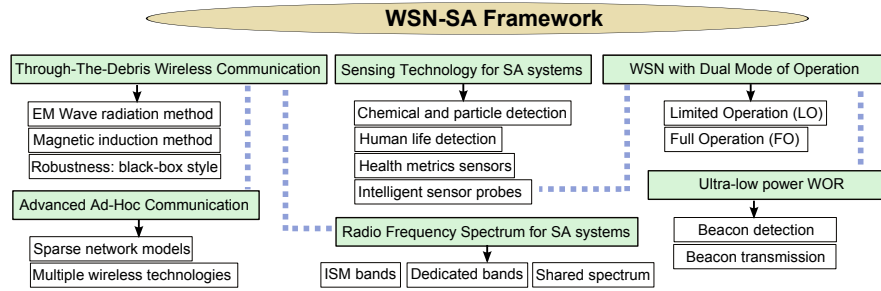 WSN-SA Framework
Through-The-Debris Wireless Communication
EM Wave radiation method
Magnetic induction method
Robustness: black-box style
Advanced Ad-Hoc Communication
Sparse network models
Multiple wireless technologies
Sensing Technology for SA systems
Chemical and particle detection
Human life detection
Health metrics sensors
Intelligent sensor probes
Radio Frequency Spectrum for SA systems
ISM bands
Dedicated bands
Shared spectrum
WSN with Dual Mode of Operation
Limited Operation (LO)
Full Operation (FO)
Ultra-low power WOR
Beacon detection
Beacon transmission